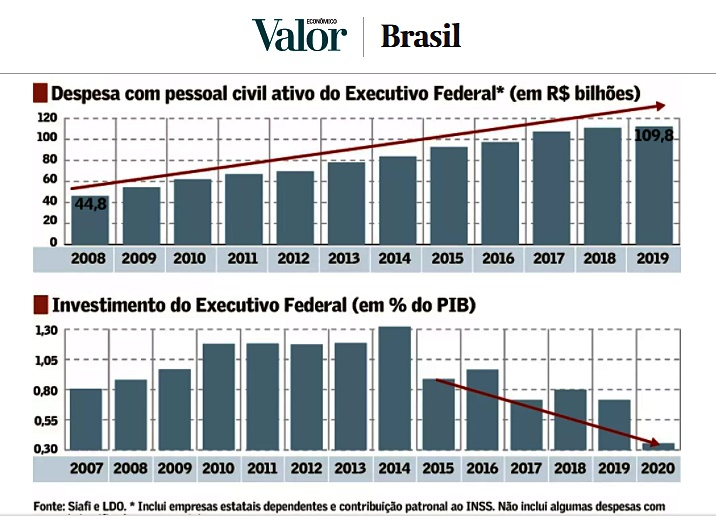 ECONÔMICO
Valor Brasil
Despesa com pessoal civil ativo do Executivo Federal* (em R$ bilhões)
120
100
80
60
40
20
0
44,8
109,8
2008 2009 2010 2011 2012 2013 2014 2015 2016 2017 2018 2019
Investimento do Executivo Federal (em % do PIB)
1,30
1,05
0,80
0,55
0,30
2007 2008 2009 2010 2011 2012 2013 2014 2015 2016 2017 2018 2019 2020
Fonte: Siafi e LDO. * Inclui empresas estatais dependentes e contribuição patronal ao INSS. Não inclui algumas despesas com